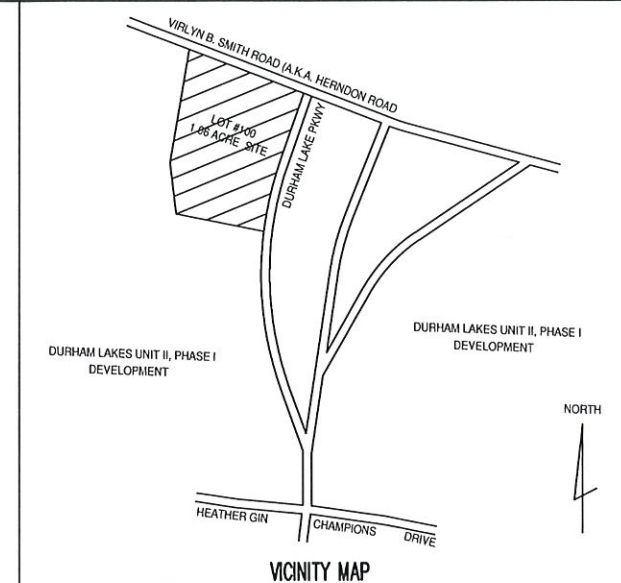 VIRLYN B. SMITH ROAD (A.K.A. HERNDON ROAD
LOT #100
1.06 ACRE SITE
DURHAM LAKE PKWY
DURHAM LAKES UNIT II, PHASE I
DEVELOPMENT
DURHAM LAKES UNIT II, PHASE I
DEVELOPMENT
NORTH
HEATHER GIN CHAMPIONS DRIVE
VICINITY MAP